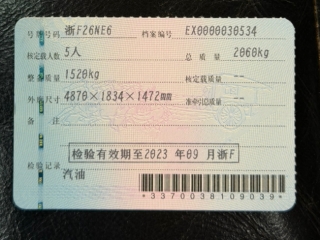 号牌号码 浙F26NE6 档案编号 EX0000030534
核定载人数 5人 总质量 2060kg
整备质量 1520kg 核定载质量 --
外廓尺寸 4870×1834×1472mm 准牵引总质量 --
备注
检验有效期至2023年09月浙F
检验记录
汽油
*3370038109039*